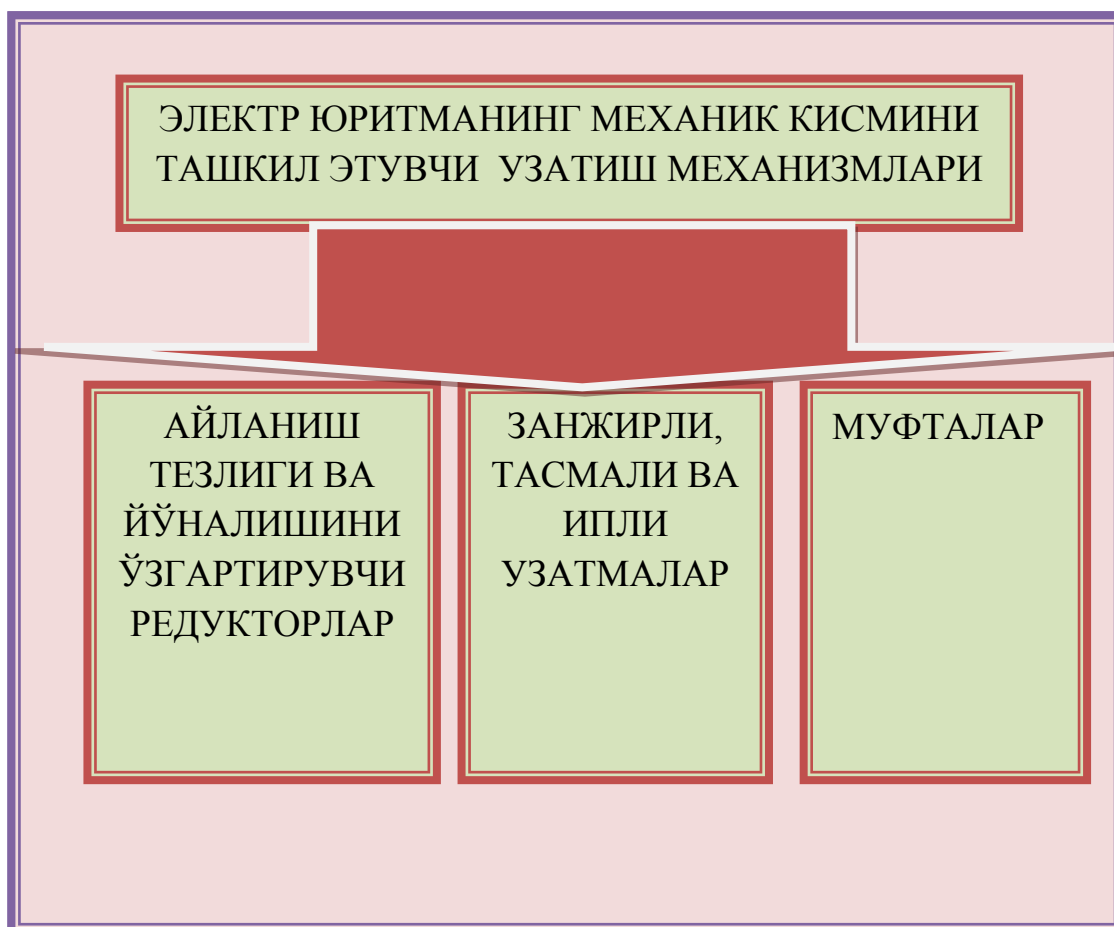 ЭЛЕКТР ЮРИТМАНИНГ МЕХАНИК КИСМИНИ
ТАШКИЛ ЭТУВЧИ УЗАТИШ МЕХАНИЗМЛАРИ
АЙЛАНИШ
ТЕЗЛИГИ ВА
ЙЎНАЛИШИНИ
ЎЗГАРТИРУВЧИ
РЕДУКТОРЛАР
ЗАНЖИРЛИ,
ТАСМАЛИ ВА
ИПЛИ
УЗАТМАЛАР
МУФТАЛАР